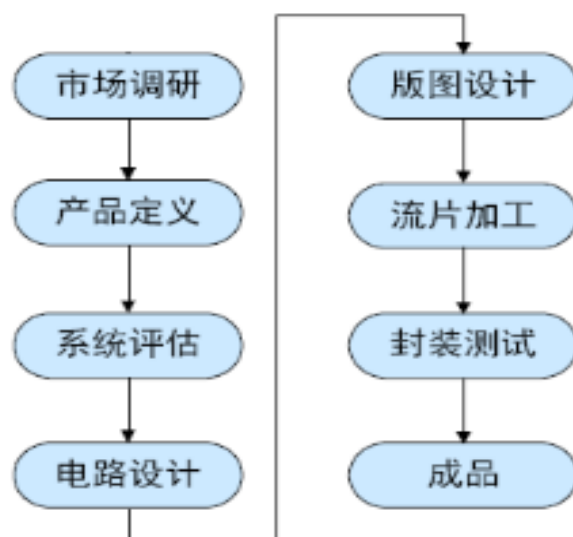 市场调研
产品定义
系统评估
电路设计
版图设计
流片加工
封装测试
成品